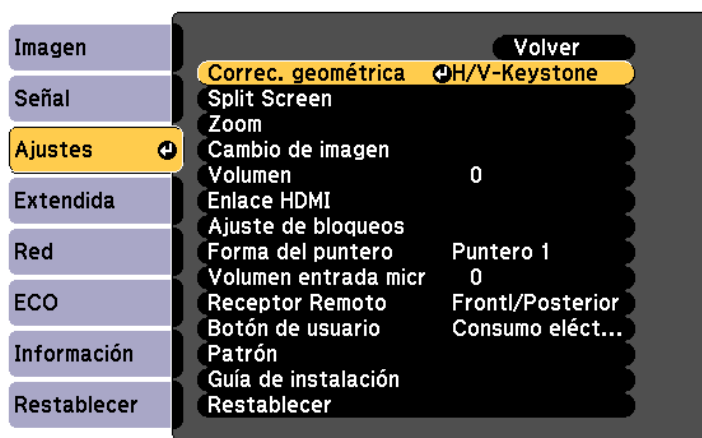 Imagen
Señal
Ajustes
Extendida
Red
ECO
Información
Restablecer
Volver
Correc. geométrica H/V-Keystone
Split Screen
Zoom
Cambio de imagen
Volumen 0
Enlace HDMI
Ajuste de bloqueos
Forma del puntero Puntero 1
Volumen entrada micr 0
Receptor Remoto Frontl/Posterior
Botón de usuario Consumo eléct...
Patrón
Guía de instalación
Restablecer